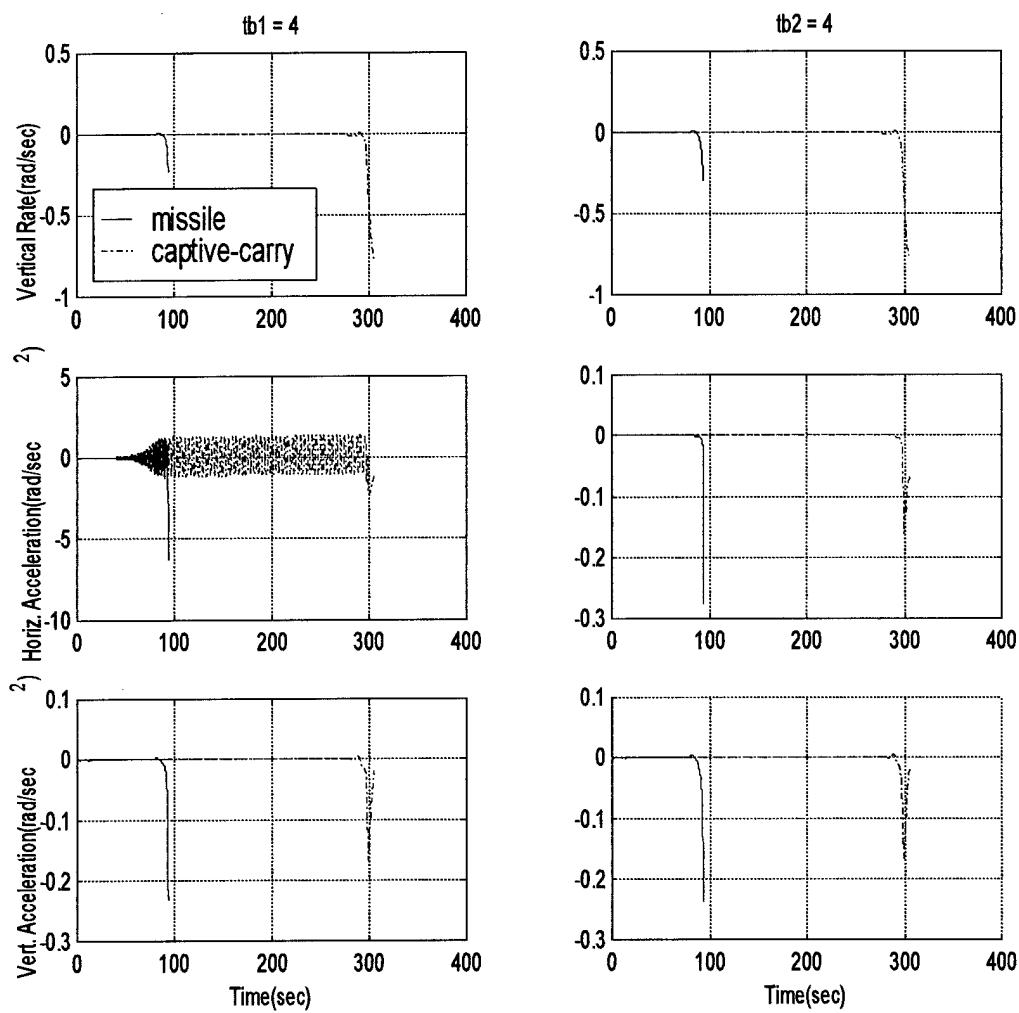 tb1 = 4
tb2 = 4
0.5
0
-0.5
-1
Vertical Rate(rad/sec)
missile
captive-carry
0 100 200 300 400
0.5
0
-0.5
-1
0 100 200 300 400
5
0
-5
-10
Horiz. Acceleration(rad/sec 2)
0 100 200 300 400
0.1
0
-0.1
-0.2
-0.3
0 100 200 300 400
0.1
0
-0.1
-0.2
-0.3
Vert. Acceleration(rad/sec 2)
0 100 200 300 400
Time(sec)
0.1
0
-0.1
-0.2
-0.3
0 100 200 300 400
Time(sec)